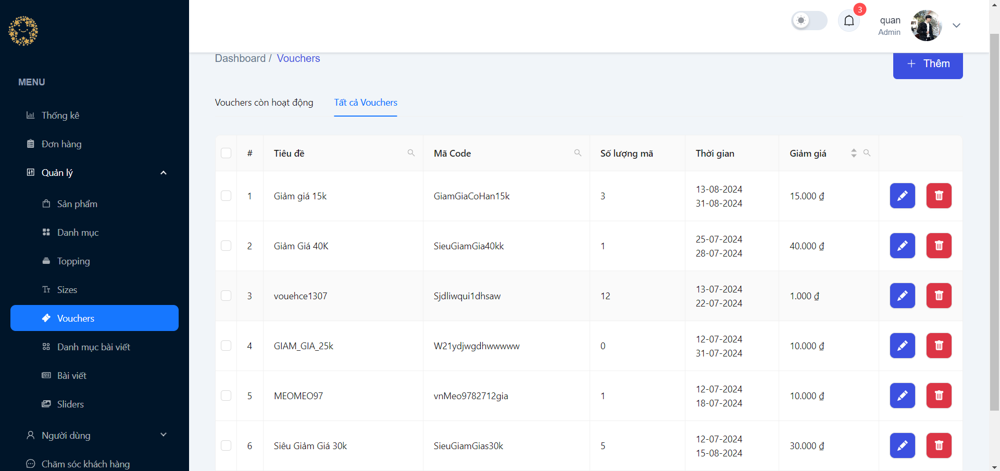 3
quan
Admin
MENU
Thống kê
Đơn hàng
Quản lý
Sản phẩm
Danh mục
Topping
Sizes
Vouchers
Danh mục bài viết
Bài viết
Sliders
Người dùng
Chăm sóc khách hàng
Dashboard / Vouchers
+ Thêm
Vouchers còn hoạt động
Tất cả Vouchers
# Tiêu đề Mã Code Số lượng mã Thời gian Giảm giá
1 Giảm giá 15k GiamGiaCoHan15k 3 13-08-2024 15.000 ₫
31-08-2024
2 Giảm Giá 40K SieuGiamGia40kk 1 25-07-2024 40.000 ₫
28-07-2024
3 vouehce1307 Sjdliwqui1dhsaw 12 13-07-2024 1.000 ₫
22-07-2024
4 GIAM_GIA_25k W21ydjwgdhwwwww 0 12-07-2024 10.000 ₫
31-07-2024
5 MEOMEO97 vnMeo9782712gia 1 12-07-2024 10.000 ₫
18-07-2024
6 Siêu Giảm Giá 30k SieuGiamGias30k 5 12-07-2024 30.000 ₫
15-08-2024